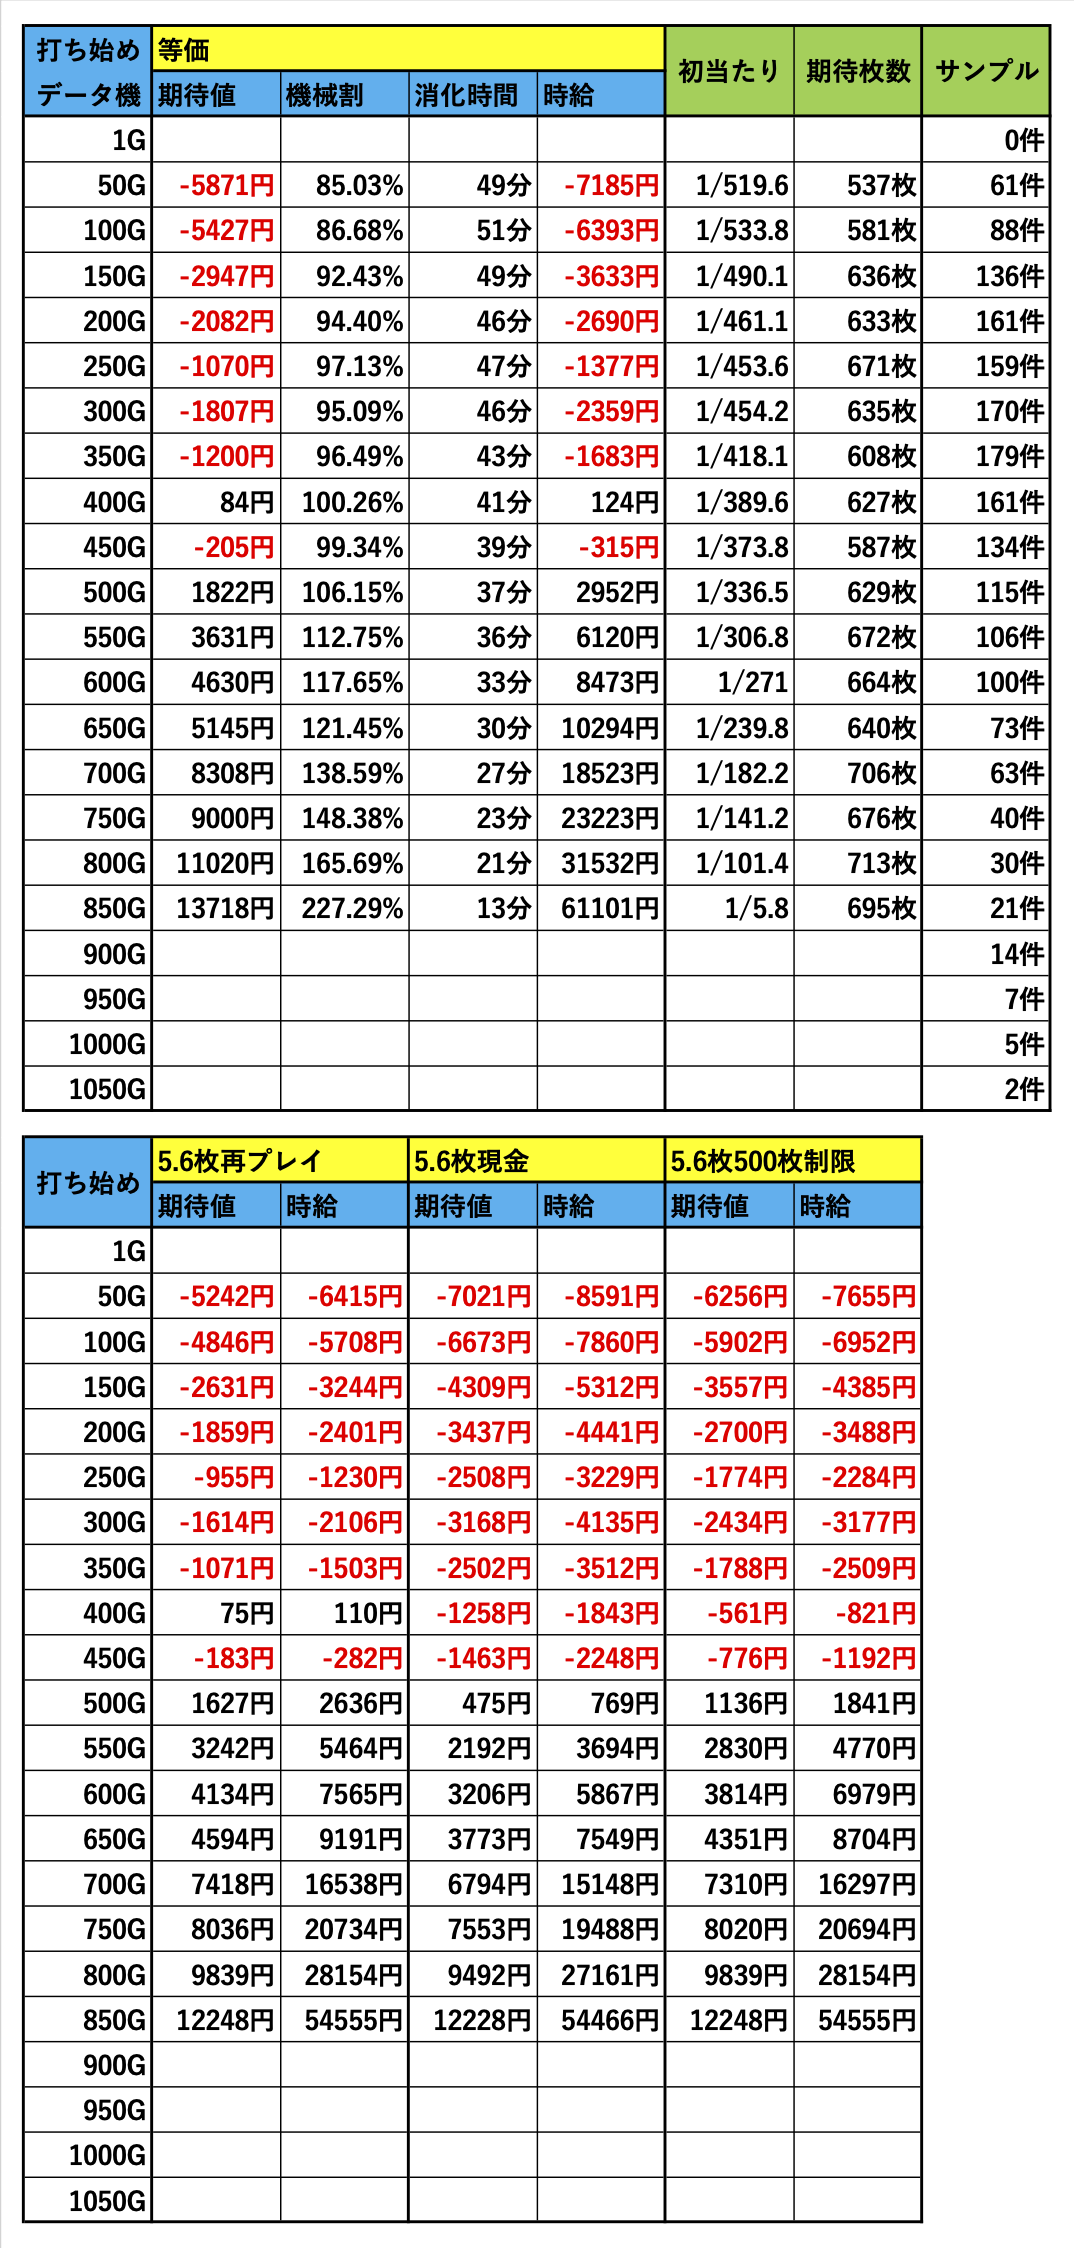 打ち始め 等価 初当たり 期待枚数 サンプル
データ機 期待値 機械割 消化時間 時給
1G 0件
50G -5871円 85.03% 49分 -7185円 1/519.6 537枚 61件
100G -5427円 86.68% 51分 -6393円 1/533.8 581枚 88件
150G -2947円 92.43% 49分 -3633円 1/490.1 636枚 136件
200G -2082円 94.40% 46分 -2690円 1/461.1 633枚 161件
250G -1070円 97.13% 47分 -1377円 1/453.6 671枚 159件
300G -1807円 95.09% 46分 -2359円 1/454.2 635枚 170件
350G -1200円 96.49% 43分 -1683円 1/418.1 608枚 179件
400G 84円 100.26% 41分 124円 1/389.6 627枚 161件
450G -205円 99.34% 39分 -315円 1/373.8 587枚 134件
500G 1822円 106.15% 37分 2952円 1/336.5 629枚 115件
550G 3631円 112.75% 36分 6120円 1/306.8 672枚 106件
600G 4630円 117.65% 33分 8473円 1/271 664枚 100件
650G 5145円 121.45% 30分 10294円 1/239.8 640枚 73件
700G 8308円 138.59% 27分 18523円 1/182.2 706枚 63件
750G 9000円 148.38% 23分 23223円 1/141.2 676枚 40件
800G 11020円 165.69% 21分 31532円 1/101.4 713枚 30件
850G 13718円 227.29% 13分 61101円 1/5.8 695枚 21件
900G 14件
950G 7件
1000G 5件
1050G 2件
打ち始め 5.6枚再プレイ 5.6枚現金 5.6枚500枚制限
期待値 時給 期待値 時給 期待値 時給
1G
50G -5242円 -6415円 -7021円 -8591円 -6256円 -7655円
100G -4846円 -5708円 -6673円 -7860円 -5902円 -6952円
150G -2631円 -3244円 -4309円 -5312円 -3557円 -4385円
200G -1859円 -2401円 -3437円 -4441円 -2700円 -3488円
250G -955円 -1230円 -2508円 -3229円 -1774円 -2284円
300G -1614円 -2106円 -3168円 -4135円 -2434円 -3177円
350G -1071円 -1503円 -2502円 -3512円 -1788円 -2509円
400G 75円 110円 -1258円 -1843円 -561円 -821円
450G -183円 -282円 -1463円 -2248円 -776円 -1192円
500G 1627円 2636円 475円 769円 1136円 1841円
550G 3242円 5464円 2192円 3694円 2830円 4770円
600G 4134円 7565円 3206円 5867円 3814円 6979円
650G 4594円 9191円 3773円 7549円 4351円 8704円
700G 7418円 16538円 6794円 15148円 7310円 16297円
750G 8036円 20734円 7553円 19488円 8020円 20694円
800G 9839円 28154円 9492円 27161円 9839円 28154円
850G 12248円 54555円 12228円 54466円 12248円 54555円
900G
950G
1000G
1050G